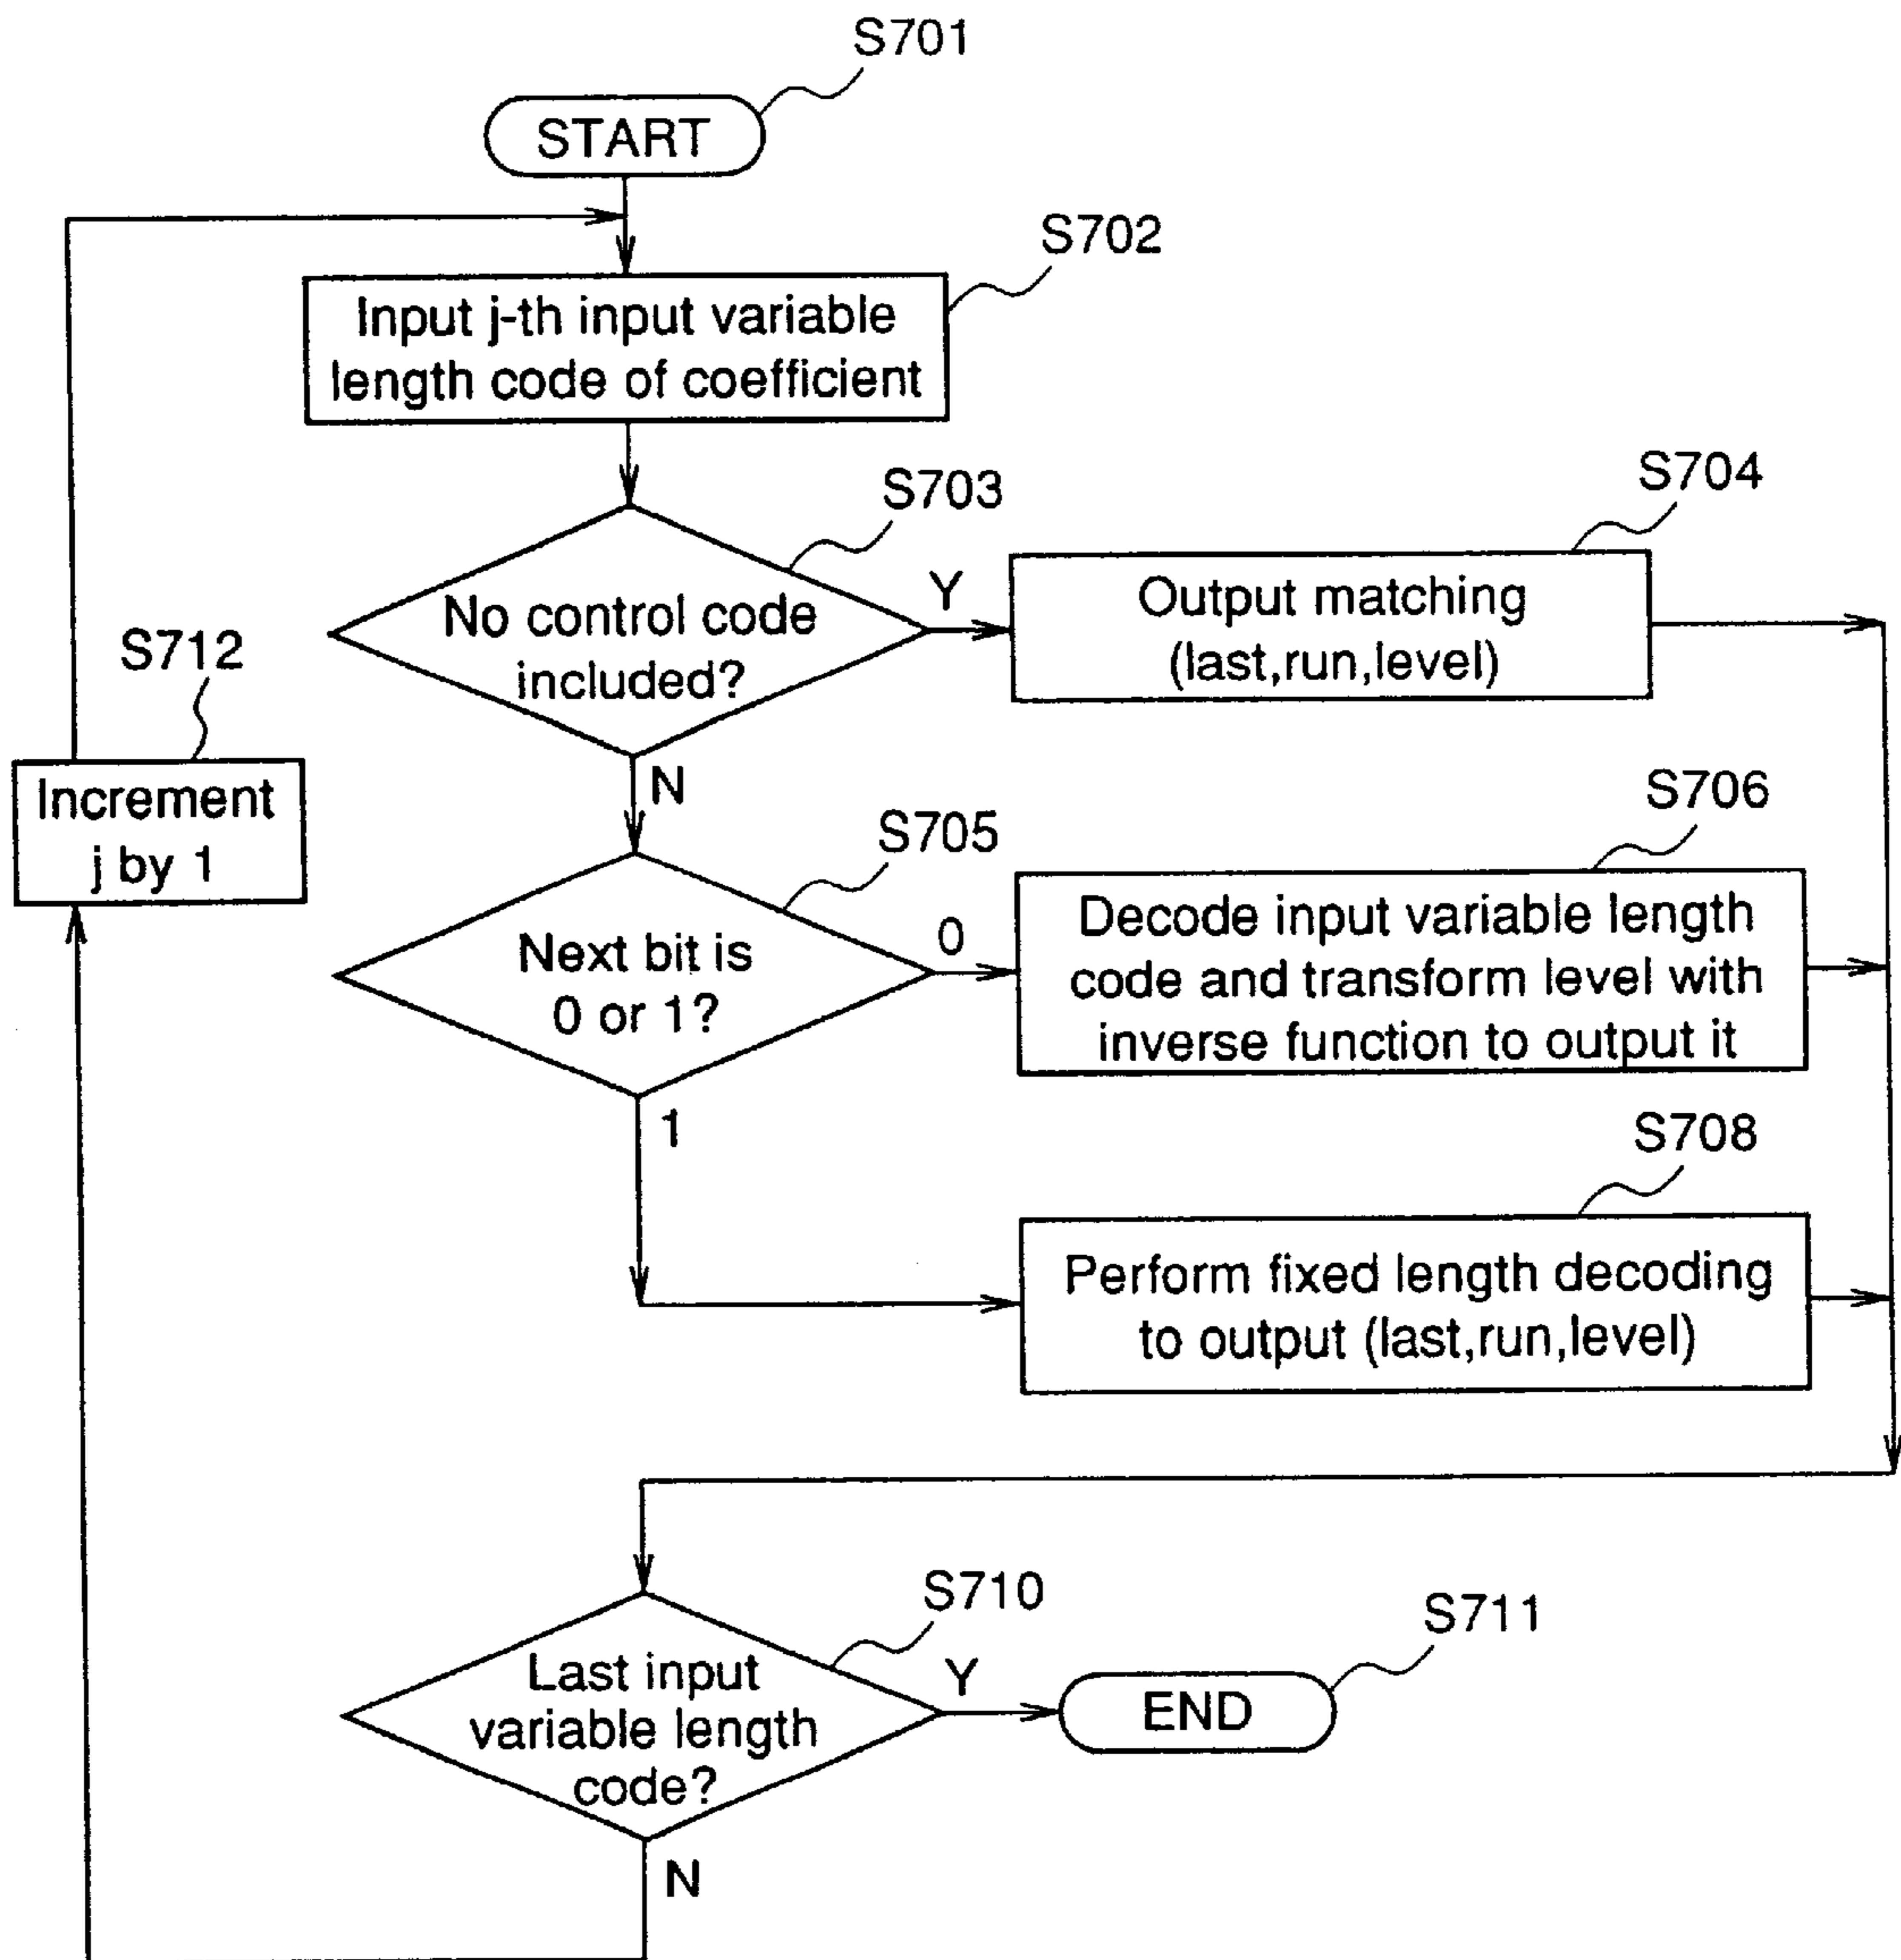 S701
START
S702
Input j-th input variable
length code of coefficient
S703
No control code
included?
Y
N
S704
Output matching
(last,run,level)
S712
Increment
j by 1
S705
Next bit is
0 or 1?
0
1
S706
Decode input variable length
code and transform level with
inverse function to output it
S708
Perform fixed length decoding
to output (last,run,level)
S710
Last input
variable length
code?
Y
N
S711
END